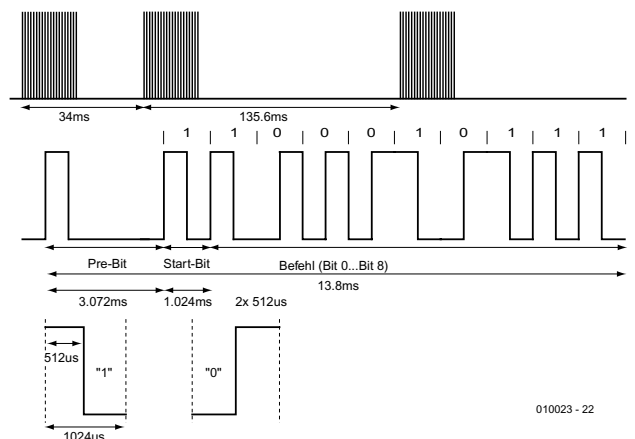 34ms
135.6ms
| 1 | 1 | 0 | 0 | 0 | 1 | 0 | 1 | 1 | 1 |
Pre-Bit Start-Bit Befehl (Bit 0...Bit 8)
13.8ms
3.072ms 1.024ms 2x 512us
512us
"1" "0"
1024us
010023 - 22